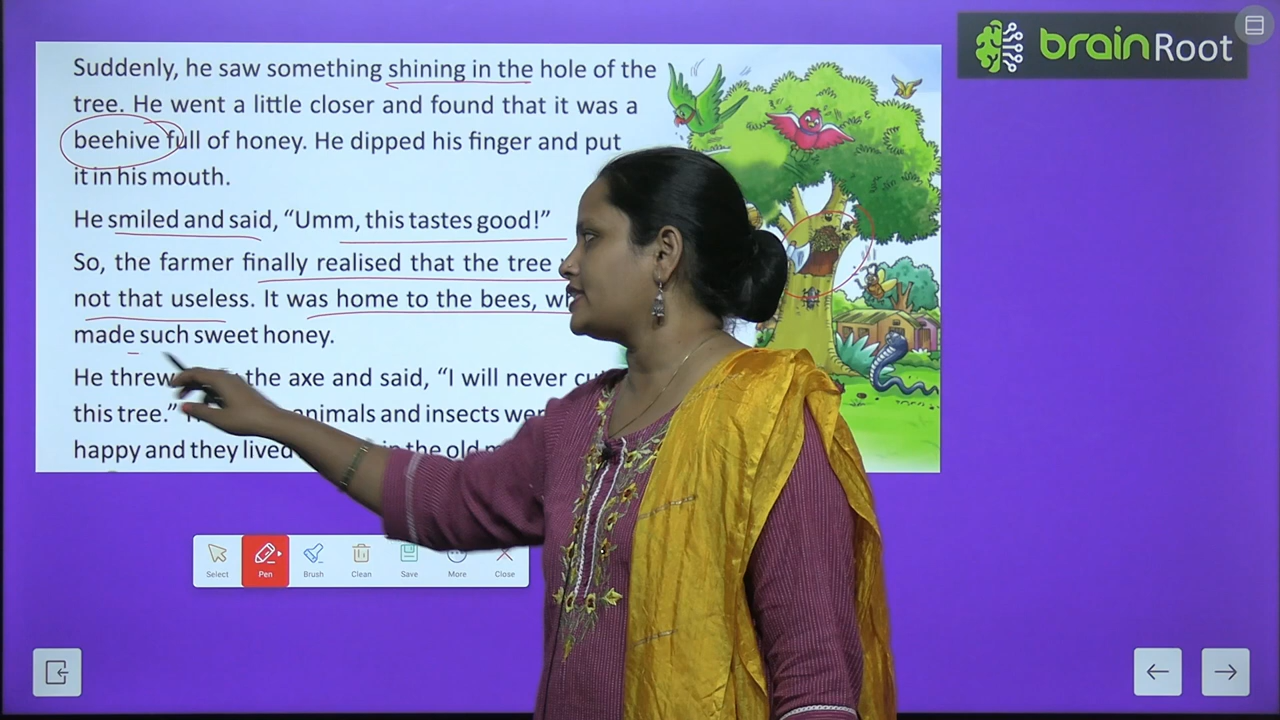 brainRoot
Suddenly, he saw something shining in the hole of the
tree. He went a little closer and found that it was a
beehive full of honey. He dipped his finger and put
it in his mouth.
He smiled and said, “Umm, this tastes good!”
So, the farmer finally realised that the tree
not that useless. It was home to the bees,
made such sweet honey.
He threw the axe and said, “I will never
this tree.” animals and insects
happy and they lived in the old
Select Pen Brush Clean Save More Close